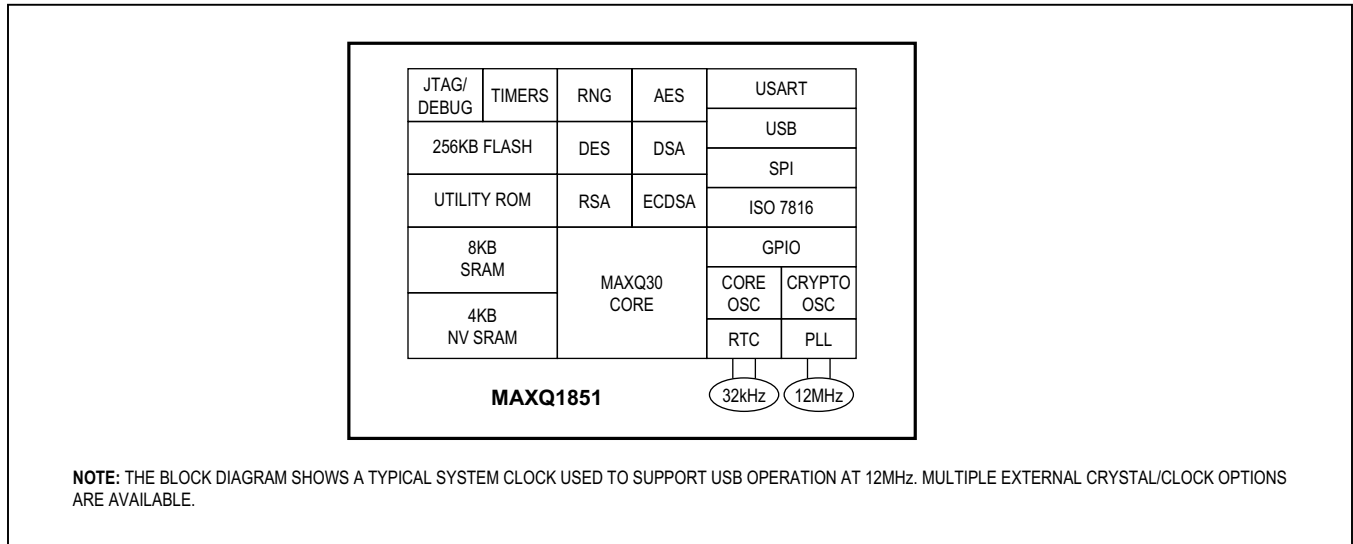 JTAG/
DEBUG
TIMERS
RNG
AES
USART
USB
256KB FLASH
DES
DSA
SPI
UTILITY ROM
RSA
ECDSA
ISO 7816
8KB
SRAM
MAXQ30
CORE
GPIO
CORE
OSC
CRYPTO
OSC
4KB
NV SRAM
RTC
PLL
MAXQ1851
32kHz
12MHz
NOTE: THE BLOCK DIAGRAM SHOWS A TYPICAL SYSTEM CLOCK USED TO SUPPORT USB OPERATION AT 12MHz. MULTIPLE EXTERNAL CRYSTAL/CLOCK OPTIONS
ARE AVAILABLE.